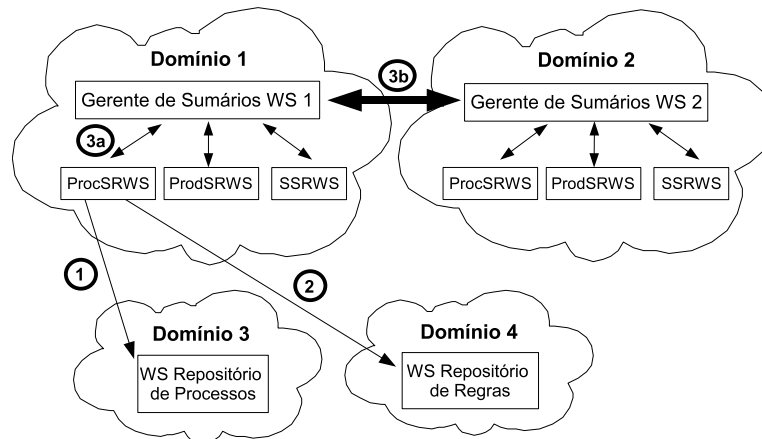 Domínio 1
Gerente de Sumários WS 1
3a
ProcSRWS
ProdSRWS
SSRWS
3b
Domínio 2
Gerente de Sumários WS 2
ProcSRWS
ProdSRWS
SSRWS
1
2
Domínio 3
WS Repositório
de Processos
Domínio 4
WS Repositório
de Regras